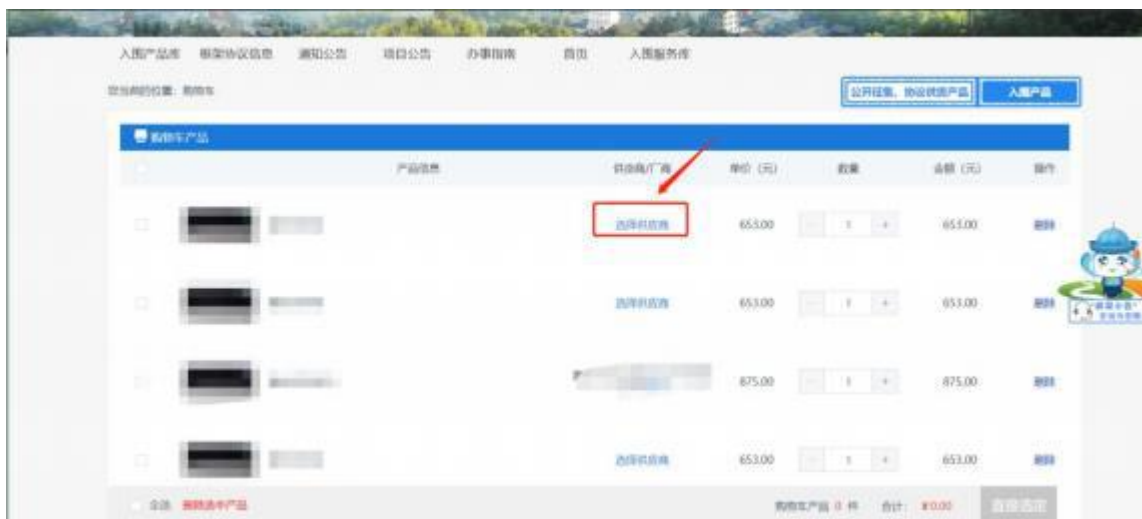 入围产品库 框架协议信息 通知公告 项目公告 办事指南 首页 入围服务库
您当前的位置: 购物车
公开征集、协议供货产品 入围产品
购物车产品
产品信息 供应商/厂商 单价 (元) 数量 金额 (元) 操作
选择供应商 653.00 - 1 + 653.00 删除
选择供应商 653.00 - 1 + 653.00 删除
875.00 - 1 + 875.00 删除
选择供应商 653.00 - 1 + 653.00 删除
全选 删除选中产品 购物车产品 0 件 合计: ¥0.00 直接选定